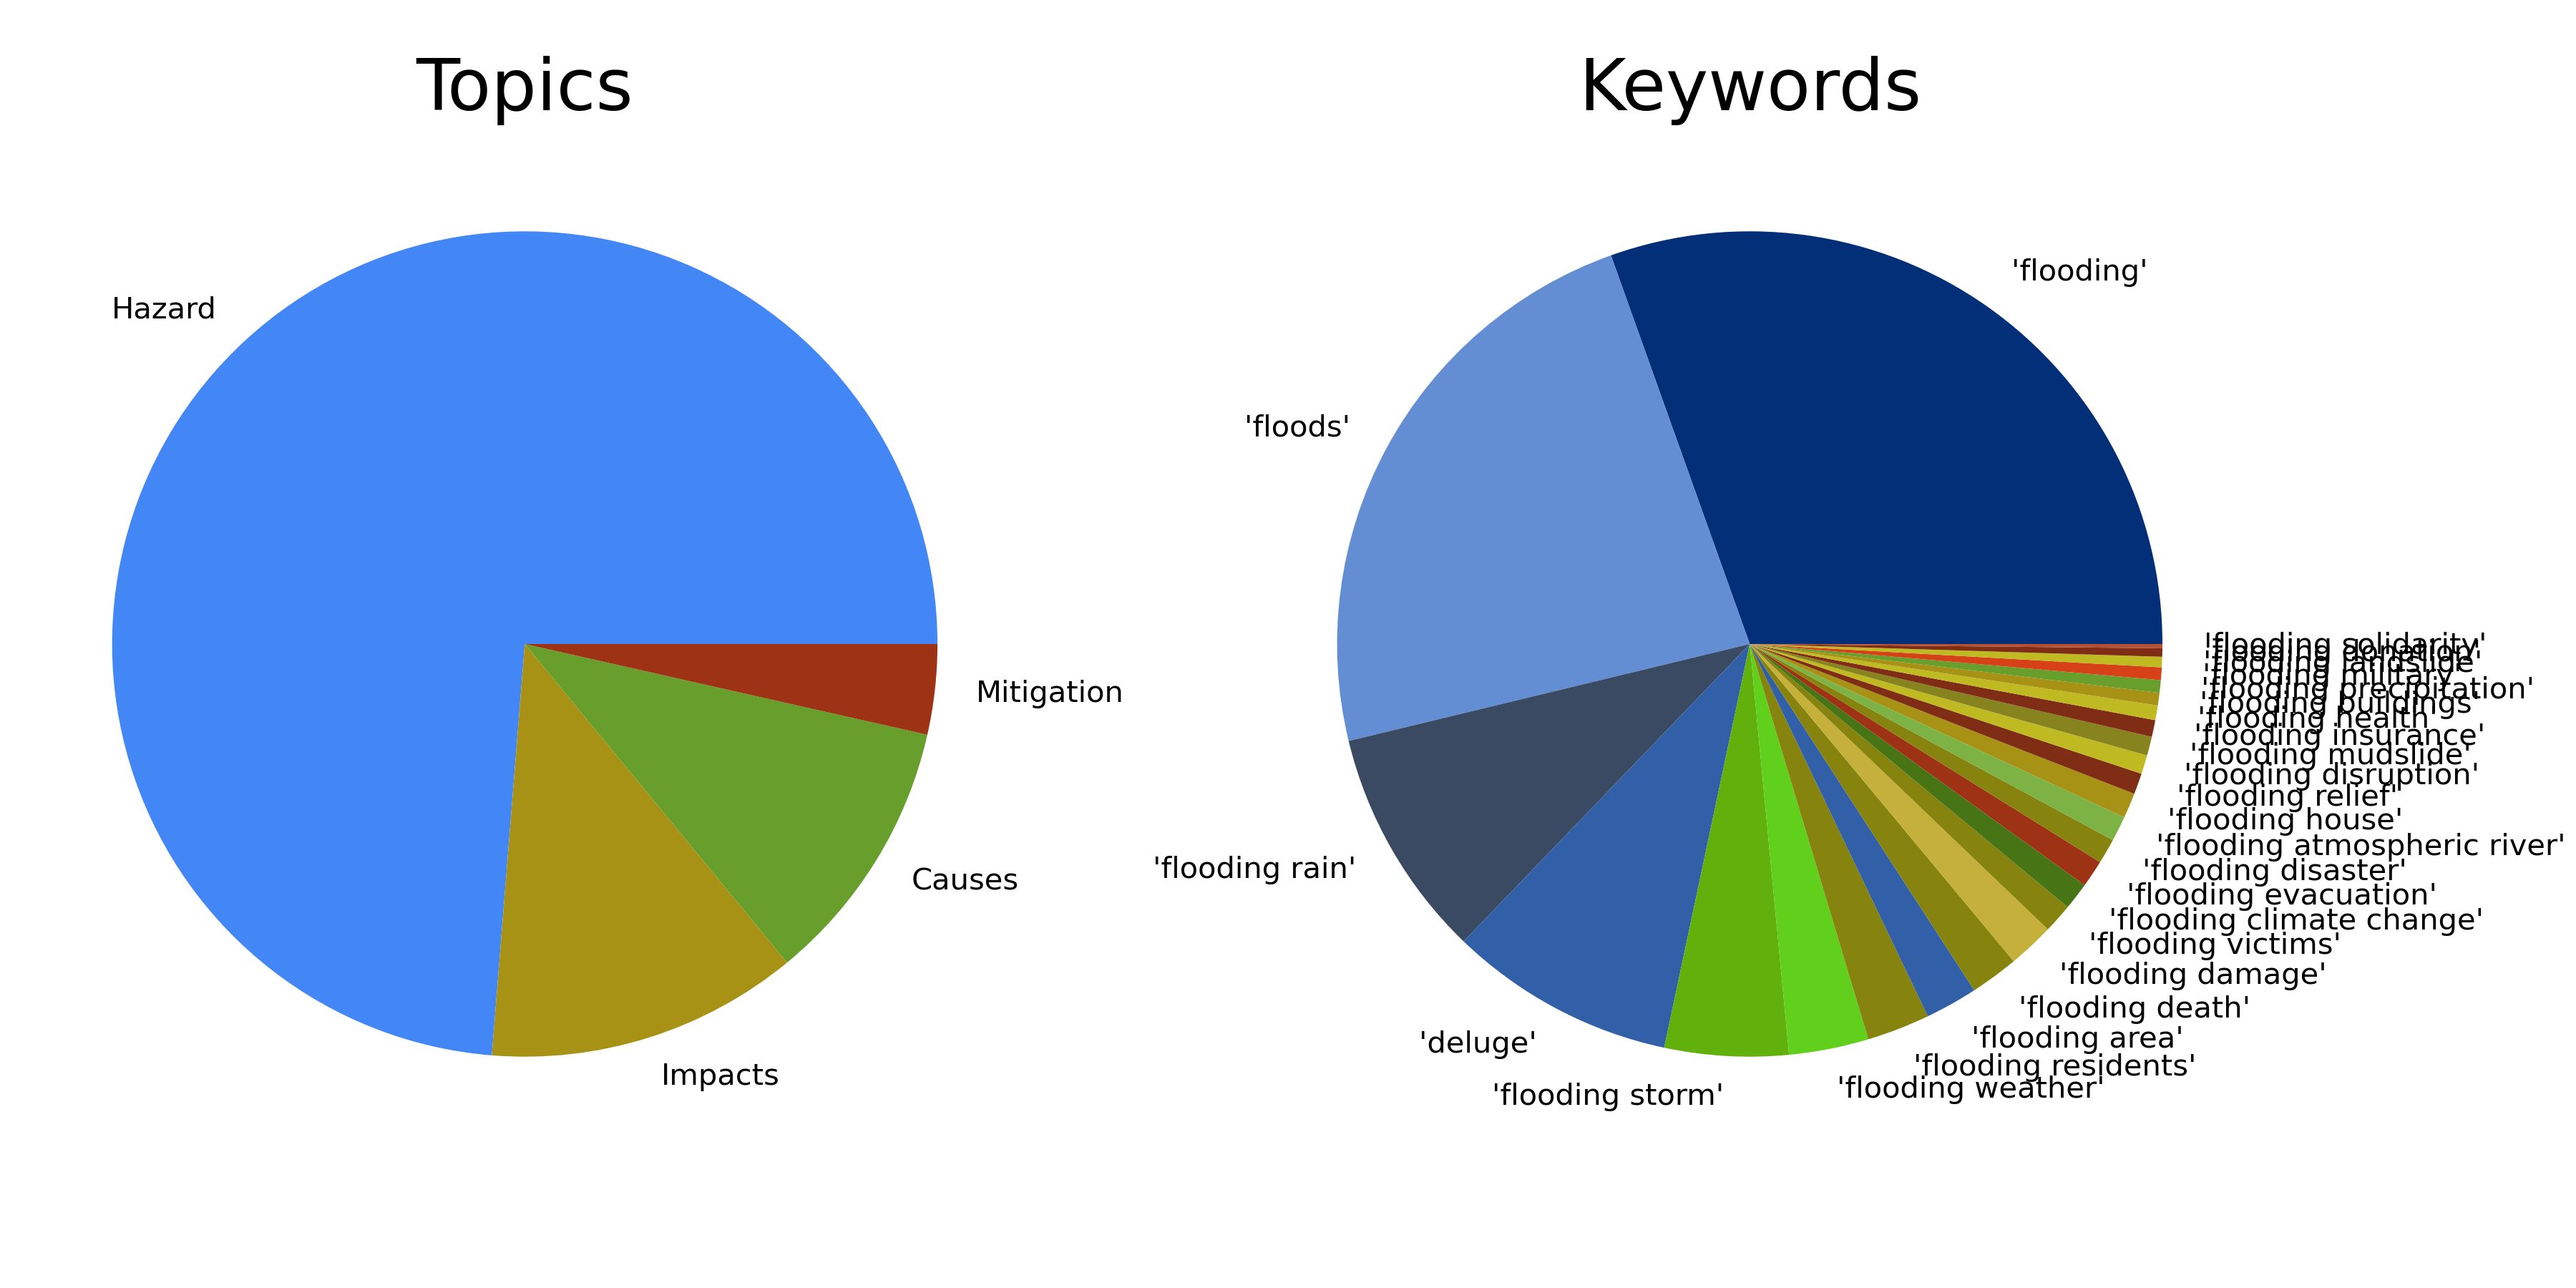 Topics
Hazard
Impacts
Causes
Mitigation
Keywords
'flooding'
'floods'
'flooding rain'
'deluge'
'flooding storm'
'flooding weather'
'flooding residents'
'flooding area'
'flooding death'
'flooding damage'
'flooding victims'
'flooding climate change'
'flooding evacuation'
'flooding disaster'
'flooding atmospheric river'
'flooding house'
'flooding relief'
'flooding disruption'
'flooding mudslide'
'flooding insurance'
'flooding health'
'flooding buildings'
'flooding precipitation'
'flooding military'
'flooding landslide'
'flooding donation'
'flooding solidarity'